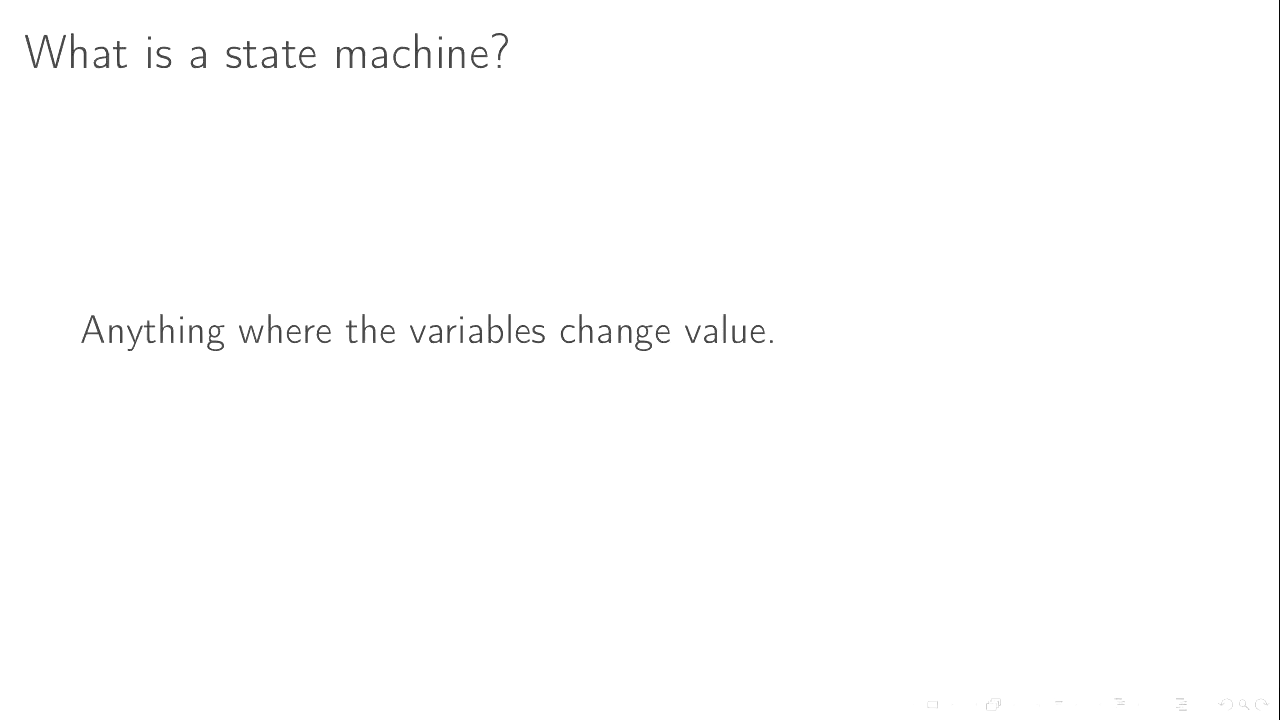 What is a state machine?
Anything where the variables change value.